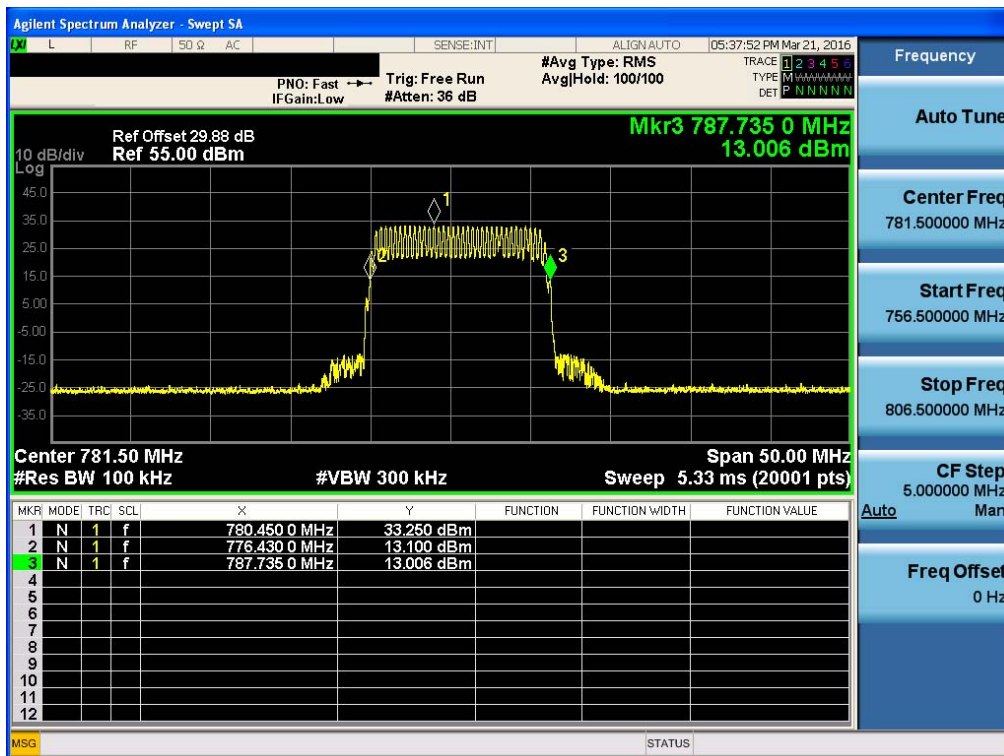 Agilent Spectrum Analyzer - Swept SA
LXI L RF 50 Ω AC SENSE:INT ALIGN AUTO 05:37:52 PM Mar 21, 2016
PNO: Fast Trig: Free Run #Avg Type: RMS TRACE 1 2 3 4 5 6
IFGain:Low #Atten: 36 dB Avg|Hold: 100/100 TYPE M
DET P N N N N N
Mkr3 787.735 0 MHz
13.006 dBm
Ref Offset 29.88 dB
10 dB/div Ref 55.00 dBm
Log
45.0
35.0
25.0
15.0
5.00
-5.00
-15.0
-25.0
-35.0
1
2
3
Center 781.50 MHz Span 50.00 MHz
#Res BW 100 kHz #VBW 300 kHz Sweep 5.33 ms (20001 pts)
MKR MODE TRC SCL X Y FUNCTION FUNCTION WIDTH FUNCTION VALUE
1 N 1 f 780.450 0 MHz 33.250 dBm
2 N 1 f 776.430 0 MHz 13.100 dBm
3 N 1 f 787.735 0 MHz 13.006 dBm
4
5
6
7
8
9
10
11
12
MSG STATUS
Frequency
Auto Tune
Center Freq
781.500000 MHz
Start Freq
756.500000 MHz
Stop Freq
806.500000 MHz
CF Step
5.000000 MHz
Auto Man
Freq Offset
0 Hz